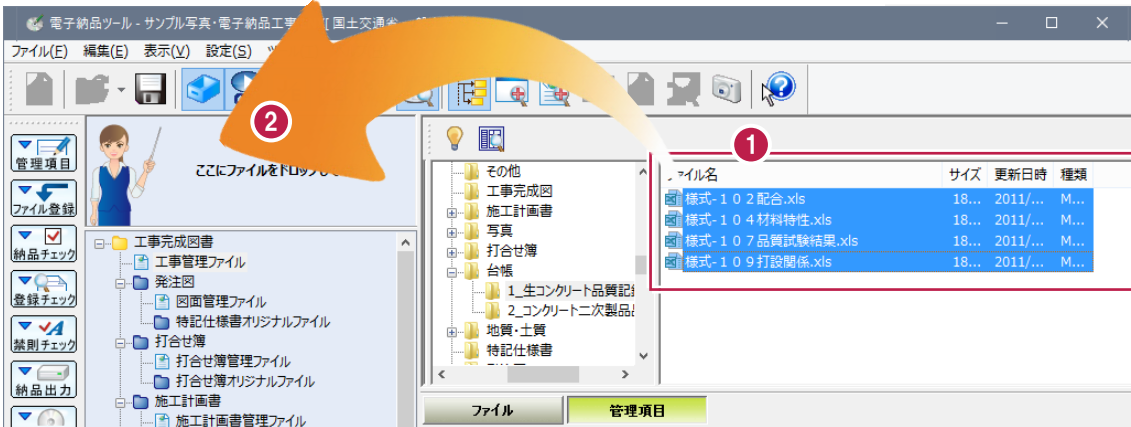 電子納品ツール - サンプル写真・電子納品工事 [国土交通省
ファイル(F) 編集(E) 表示(V) 設定(S)
管理項目
ファイル登録
納品チェック
登録チェック
禁則チェック
納品出力
2
ここにファイルをドロップして
工事完成図書
工事管理ファイル
発注図
図面管理ファイル
特記仕様書オリジナルファイル
打合せ簿
打合せ簿管理ファイル
打合せ簿オリジナルファイル
施工計画書
施工計画書管理ファイル
その他
工事完成図
施工計画書
写真
打合せ簿
台帳
1_生コンクリート品質記
2_コンクリート二次製品
地質・土質
特記仕様書
ファイル 管理項目
1
ァイル名 サイズ 更新日時 種類
様式-102配合.xls 18... 2011/... M...
様式-104材料特性.xls 18... 2011/... M...
様式-107品質試験結果.xls 18... 2011/... M...
様式-109打設関係.xls 18... 2011/... M...